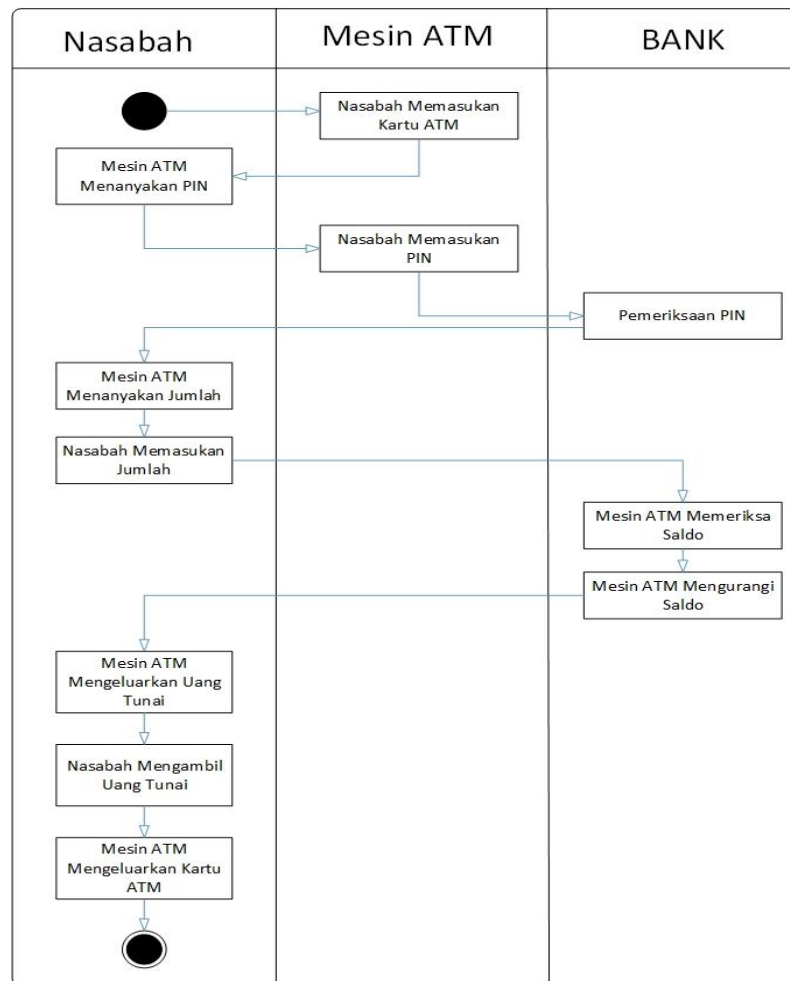 Nasabah
Mesin ATM
BANK
Nasabah Memasukan
Kartu ATM
Mesin ATM
Menanyakan PIN
Nasabah Memasukan
PIN
Pemeriksaan PIN
Mesin ATM
Menanyakan Jumlah
Nasabah Memasukan
Jumlah
Mesin ATM Memeriksa
Saldo
Mesin ATM Mengurangi
Saldo
Mesin ATM
Mengeluarkan Uang
Tunai
Nasabah Mengambil
Uang Tunai
Mesin ATM
Mengeluarkan Kartu
ATM